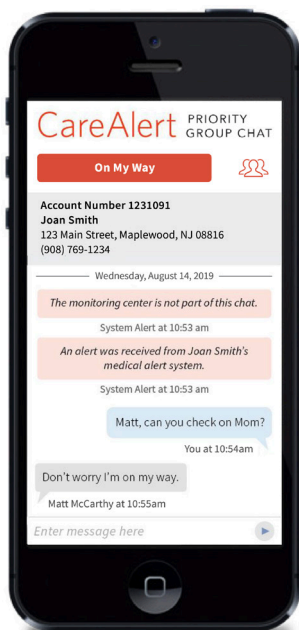 CareAlert PRIORITY
GROUP CHAT
On My Way
Account Number 1231091
Joan Smith
123 Main Street, Maplewood, NJ 08816
(908) 769-1234
Wednesday, August 14, 2019
The monitoring center is not part of this chat.
System Alert at 10:53 am
An alert was received from Joan Smith's
medical alert system.
System Alert at 10:53 am
Matt, can you check on Mom?
You at 10:54am
Don't worry I'm on my way.
Matt McCarthy at 10:55am
Enter message here